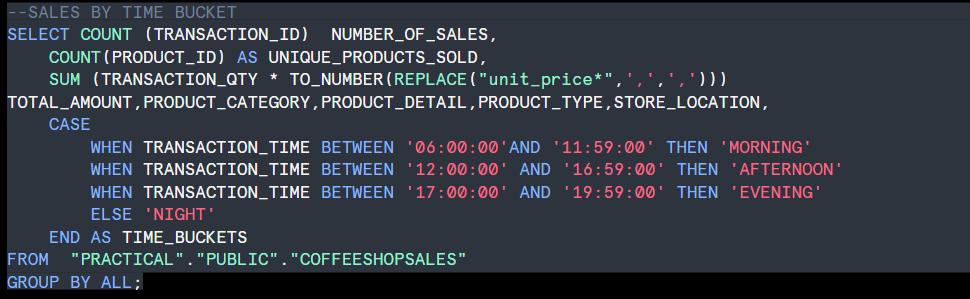 --SALES BY TIME BUCKET
SELECT COUNT (TRANSACTION_ID)  NUMBER_OF_SALES,
    COUNT(PRODUCT_ID) AS UNIQUE_PRODUCTS_SOLD,
    SUM (TRANSACTION_QTY * TO_NUMBER(REPLACE("unit_price*",',',',')))
TOTAL_AMOUNT,PRODUCT_CATEGORY,PRODUCT_DETAIL,PRODUCT_TYPE,STORE_LOCATION,
    CASE
        WHEN TRANSACTION_TIME BETWEEN '06:00:00'AND '11:59:00' THEN 'MORNING'
        WHEN TRANSACTION_TIME BETWEEN '12:00:00' AND '16:59:00' THEN 'AFTERNOON'
        WHEN TRANSACTION_TIME BETWEEN '17:00:00' AND '19:59:00' THEN 'EVENING'
        ELSE 'NIGHT'
    END AS TIME_BUCKETS
FROM  "PRACTICAL"."PUBLIC"."COFFEESHOPSALES"
GROUP BY ALL;